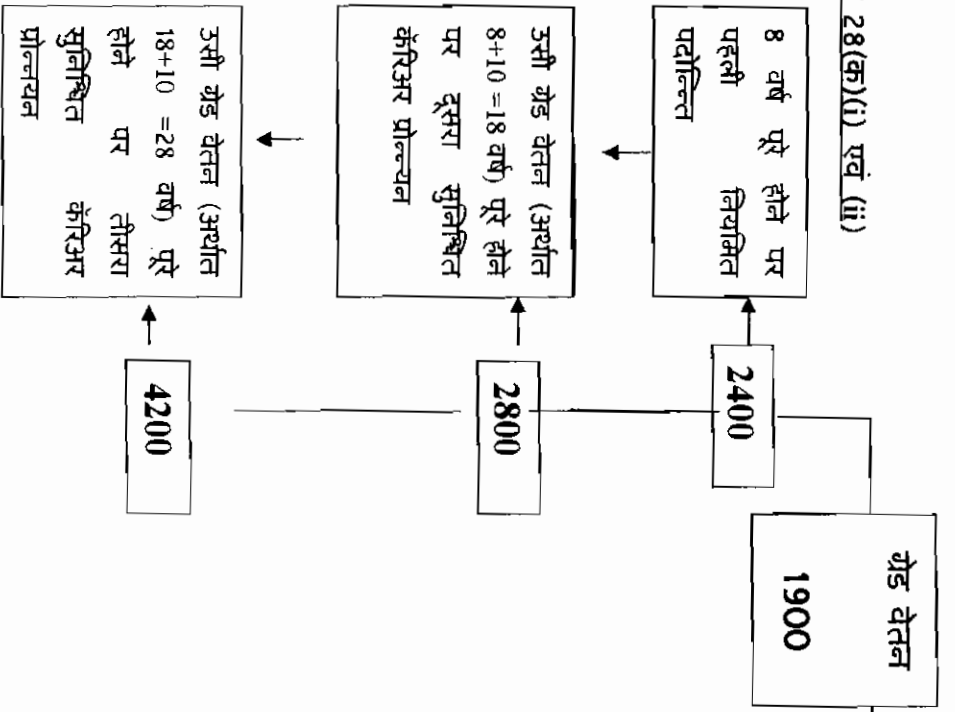 28(क)(i) एवं (ii)
ग्रेड वेतन
1900
2400
8 वर्ष पूरे होने पर
पहली नियमित
पदोन्नति
2800
उसी ग्रेड वेतन (अर्थात
8+10 =18 वर्ष) पूरे होने
पर दूसरा सुनिश्चित
कॅरिअर प्रोन्नयन
4200
उसी ग्रेड वेतन (अर्थात
18+10 =28 वर्ष) पूरे
होने पर तीसरा
सुनिश्चित कॅरिअर
प्रोन्नयन